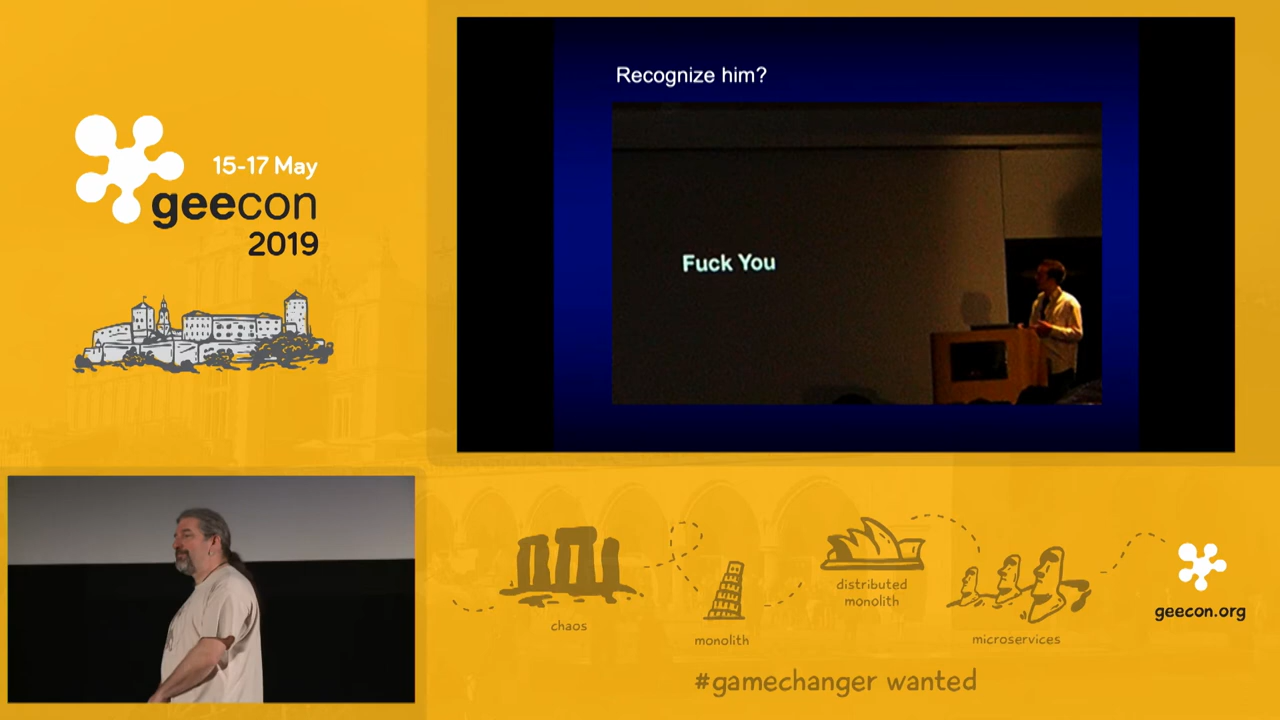 15-17 May
geecon
2019
Recognize him?
Fuck You
chaos
monolith
distributed
monolith
microservices
geecon.org
#gamechanger wanted